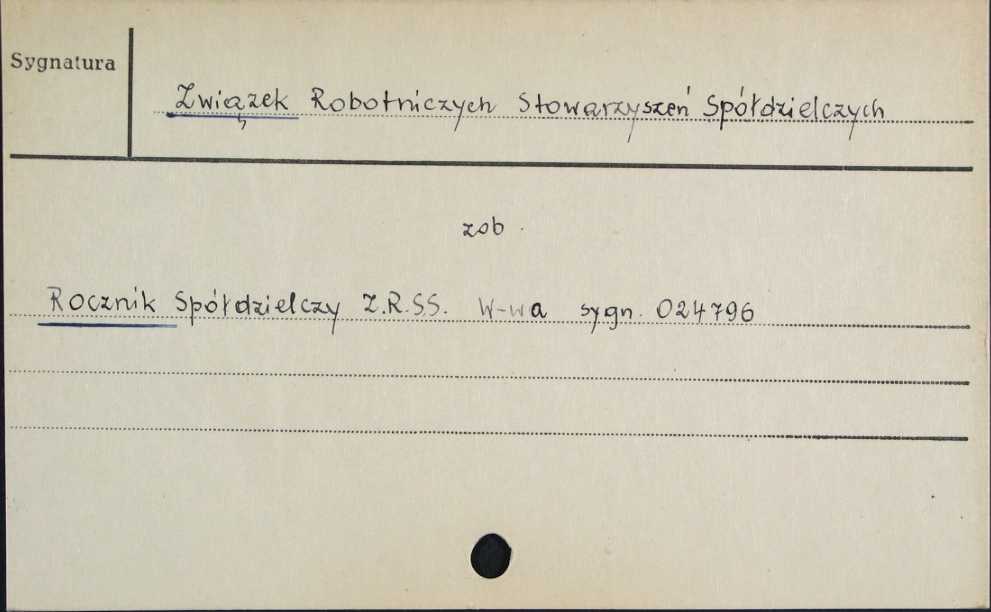 Sygnatura
Związek Robotniczych Stowarzyszeń Spółdzielczych
zob.
Rocznik Spółdzielczy Z.R.S.S. W-wa sygn. 024796